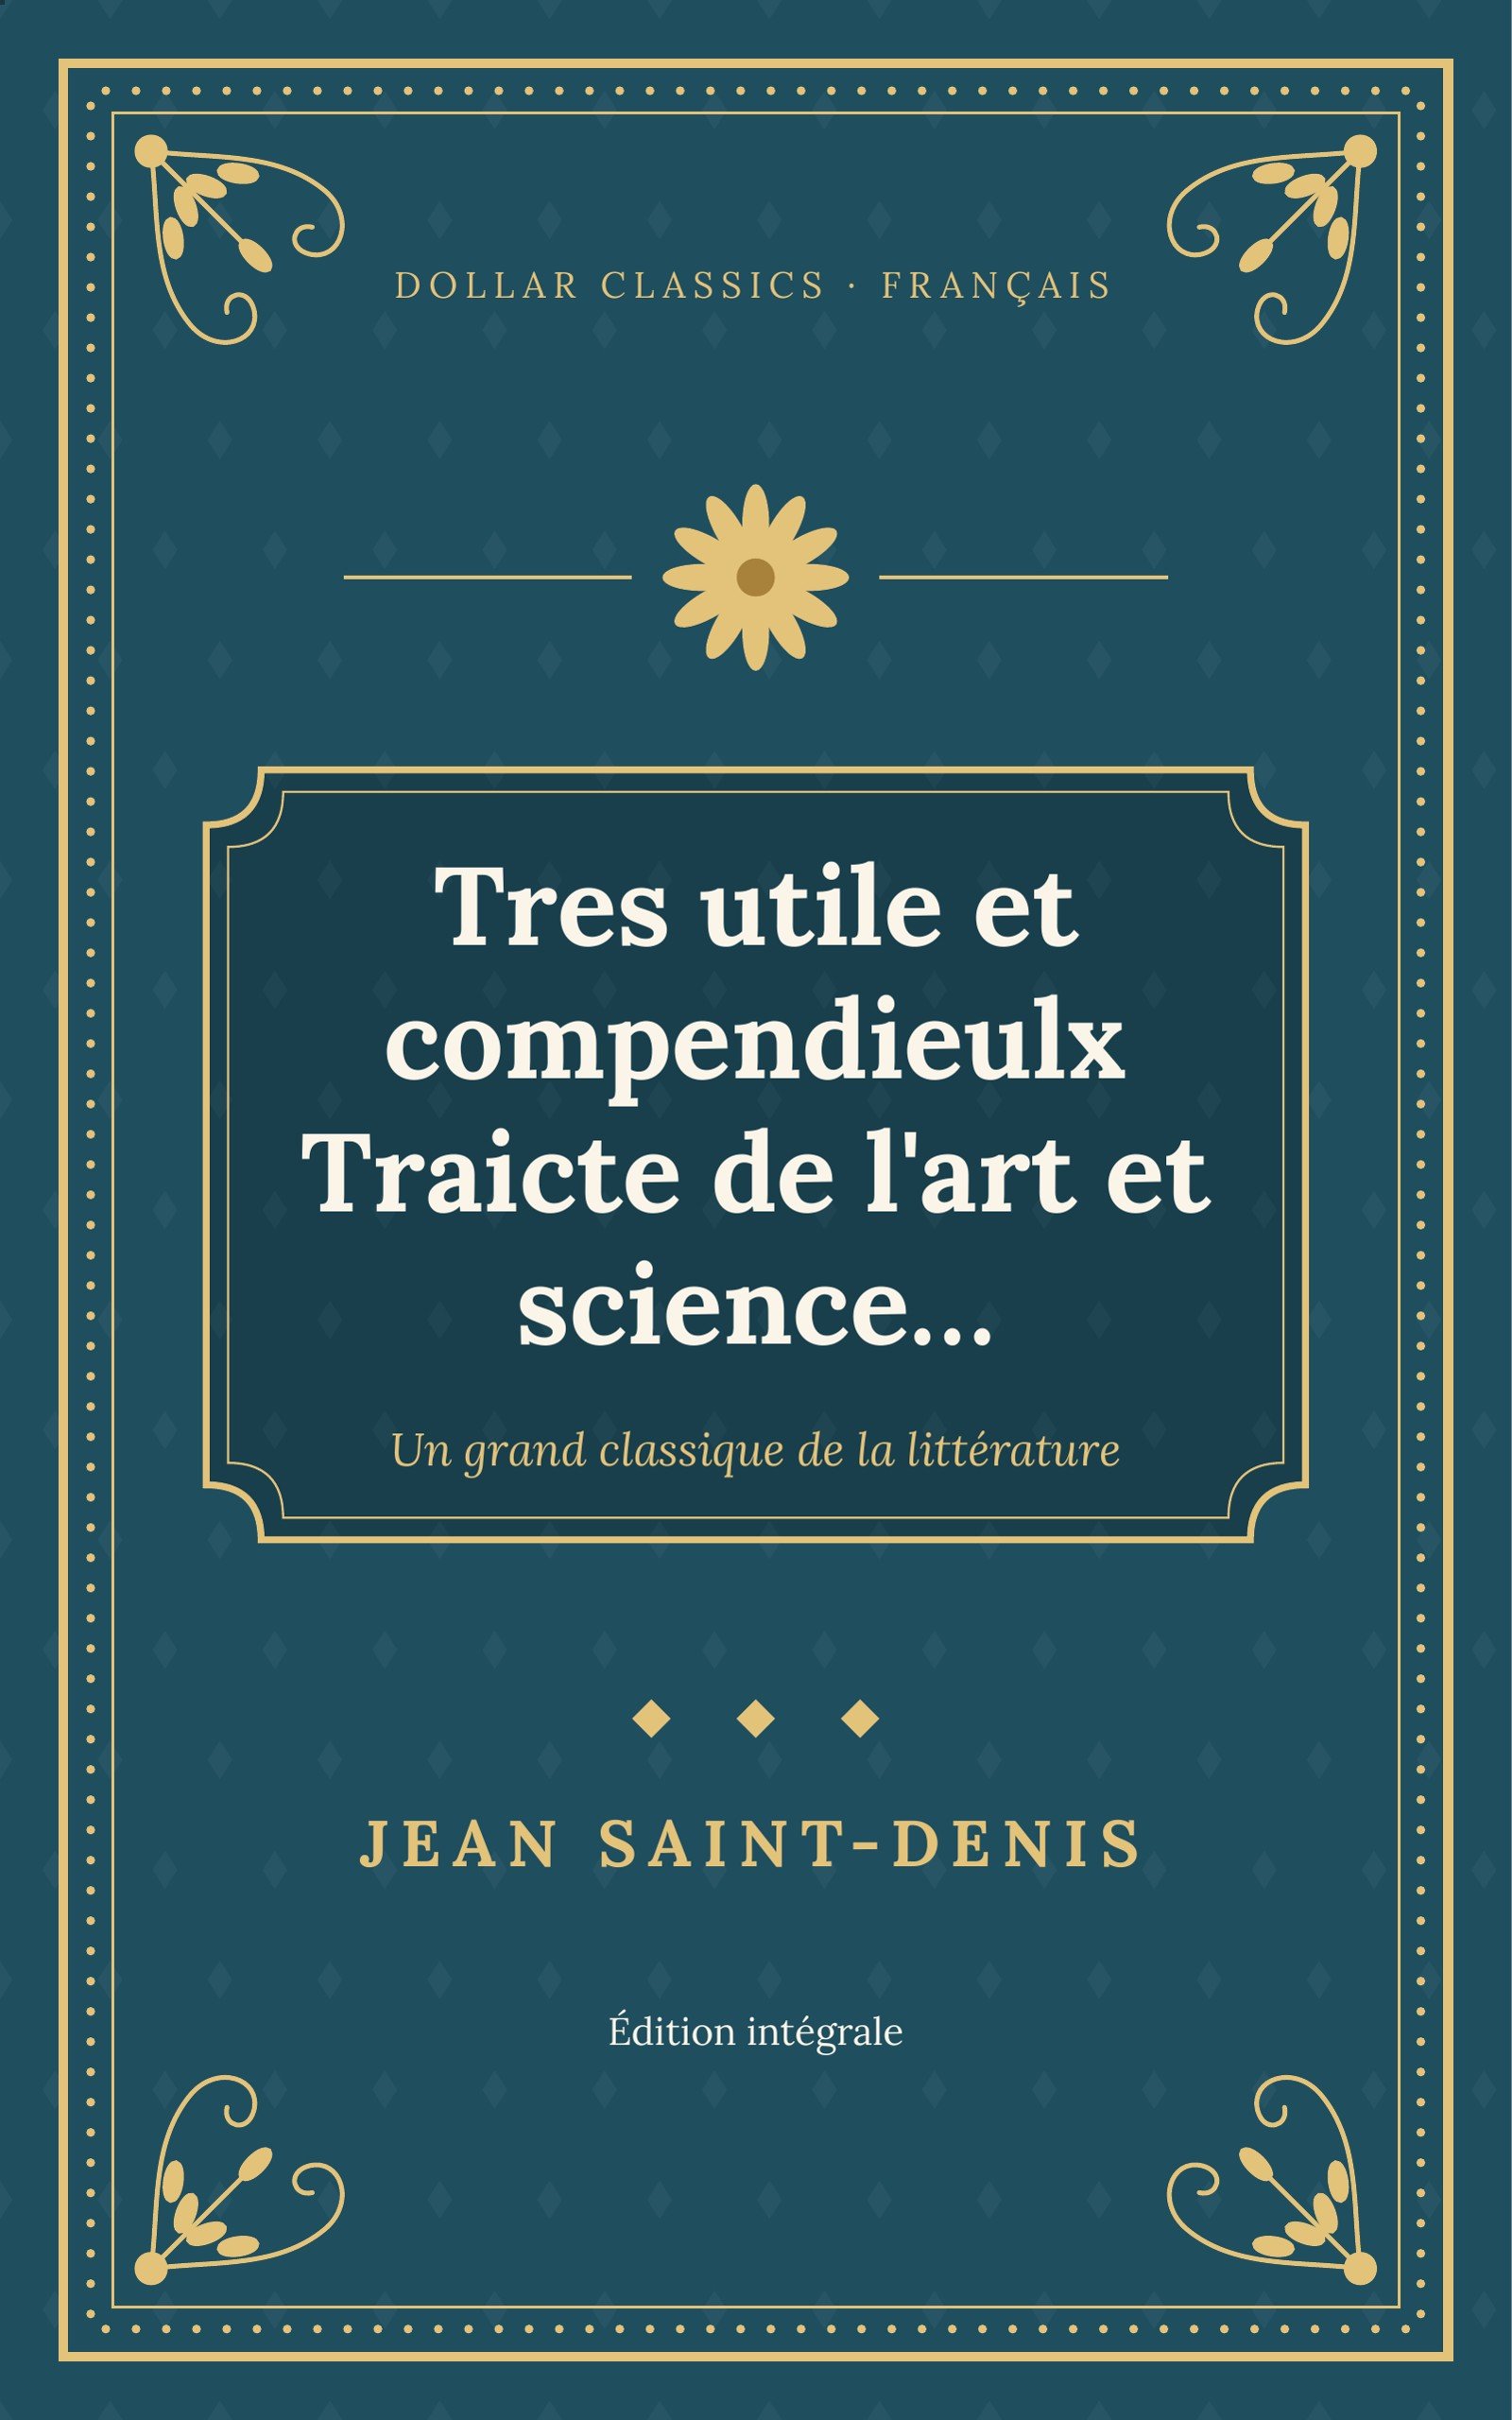 DOLLAR CLASSICS · FRANÇAIS
Tres utile et
compendieulx
Traicte de l'art et
science...
Un grand classique de la littérature
JEAN SAINT-DENIS
Édition intégrale